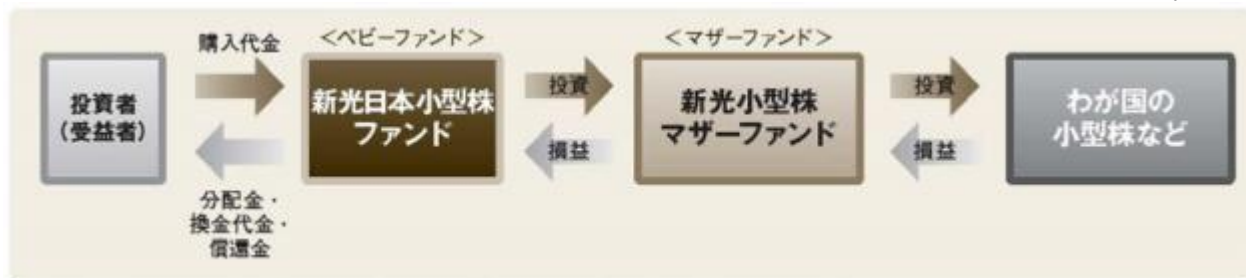 購入代金
<ベビーファンド>
<マザーファンド>
投資者
(受益者)
新光日本小型株
ファンド
投資
損益
新光小型株
マザーファンド
投資
損益
わが国の
小型株など
分配金・
換金代金・
償還金